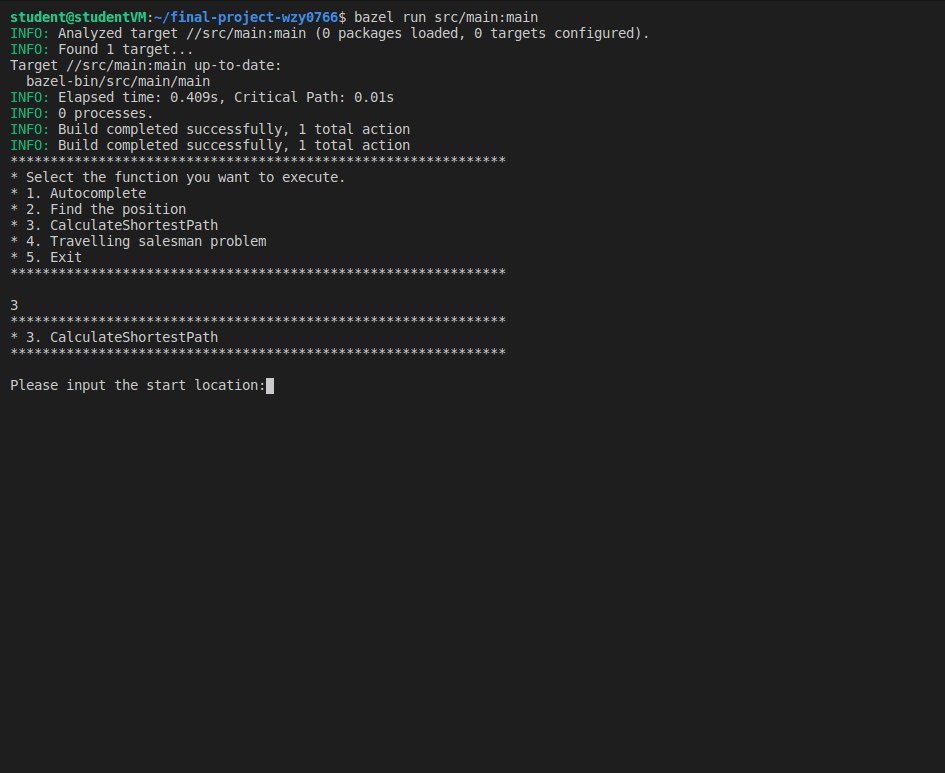 student@studentVM:~/final-project-wzy0766$ bazel run src/main:main
INFO: Analyzed target //src/main:main (0 packages loaded, 0 targets configured).
INFO: Found 1 target...
Target //src/main:main up-to-date:
  bazel-bin/src/main/main
INFO: Elapsed time: 0.409s, Critical Path: 0.01s
INFO: 0 processes.
INFO: Build completed successfully, 1 total action
INFO: Build completed successfully, 1 total action
**************************************************************
* Select the function you want to execute.
* 1. Autocomplete
* 2. Find the position
* 3. CalculateShortestPath
* 4. Travelling salesman problem
* 5. Exit
**************************************************************
3
**************************************************************
* 3. CalculateShortestPath
**************************************************************
Please input the start location: